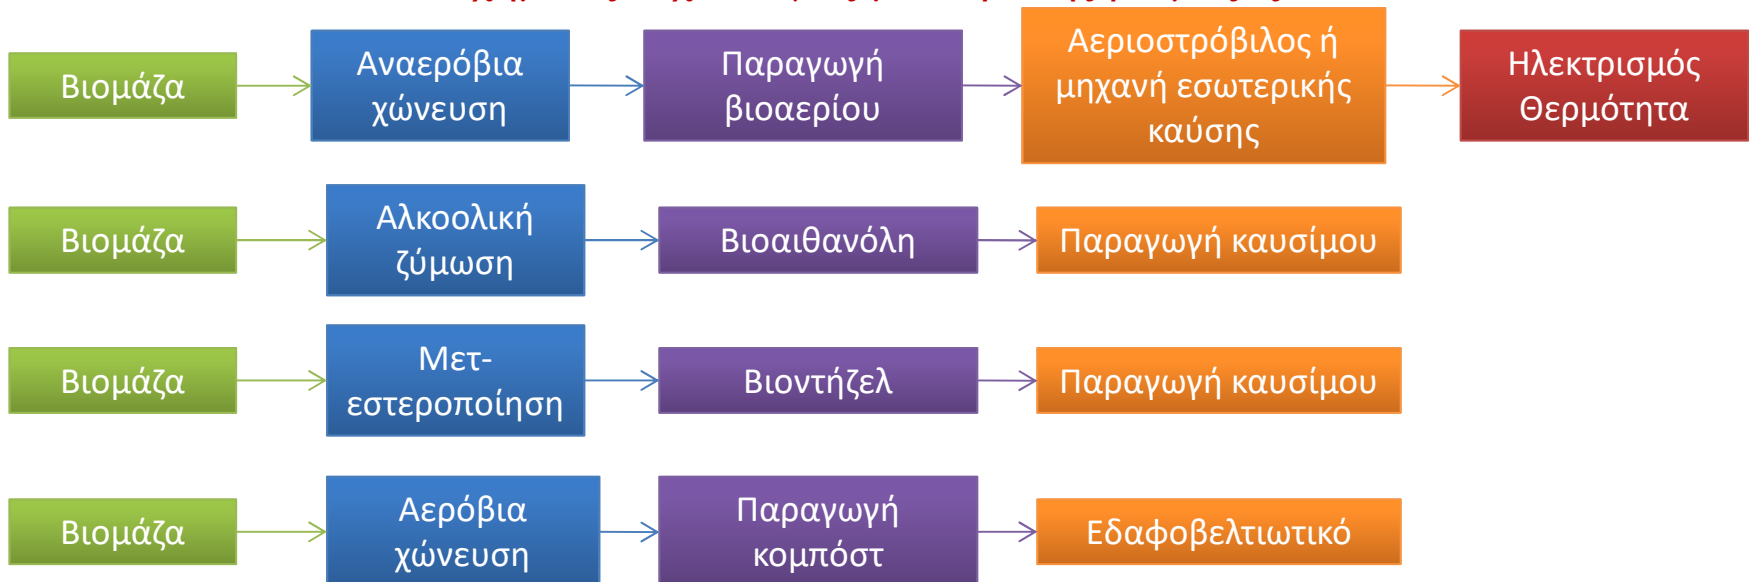 Βιομάζα
Αναερόβια
χώνευση
Παραγωγή
βιοαερίου
Αεριοστρόβιλος ή
μηχανή εσωτερικής
καύσης
Ηλεκτρισμός
Θερμότητα
Βιομάζα
Αλκοολική
ζύμωση
Βιοαιθανόλη
Παραγωγή καυσίμου
Βιομάζα
Μετ-
εστεροποίηση
Βιοντήζελ
Παραγωγή καυσίμου
Βιομάζα
Αερόβια
χώνευση
Παραγωγή
κομπόστ
Εδαφοβελτιωτικό